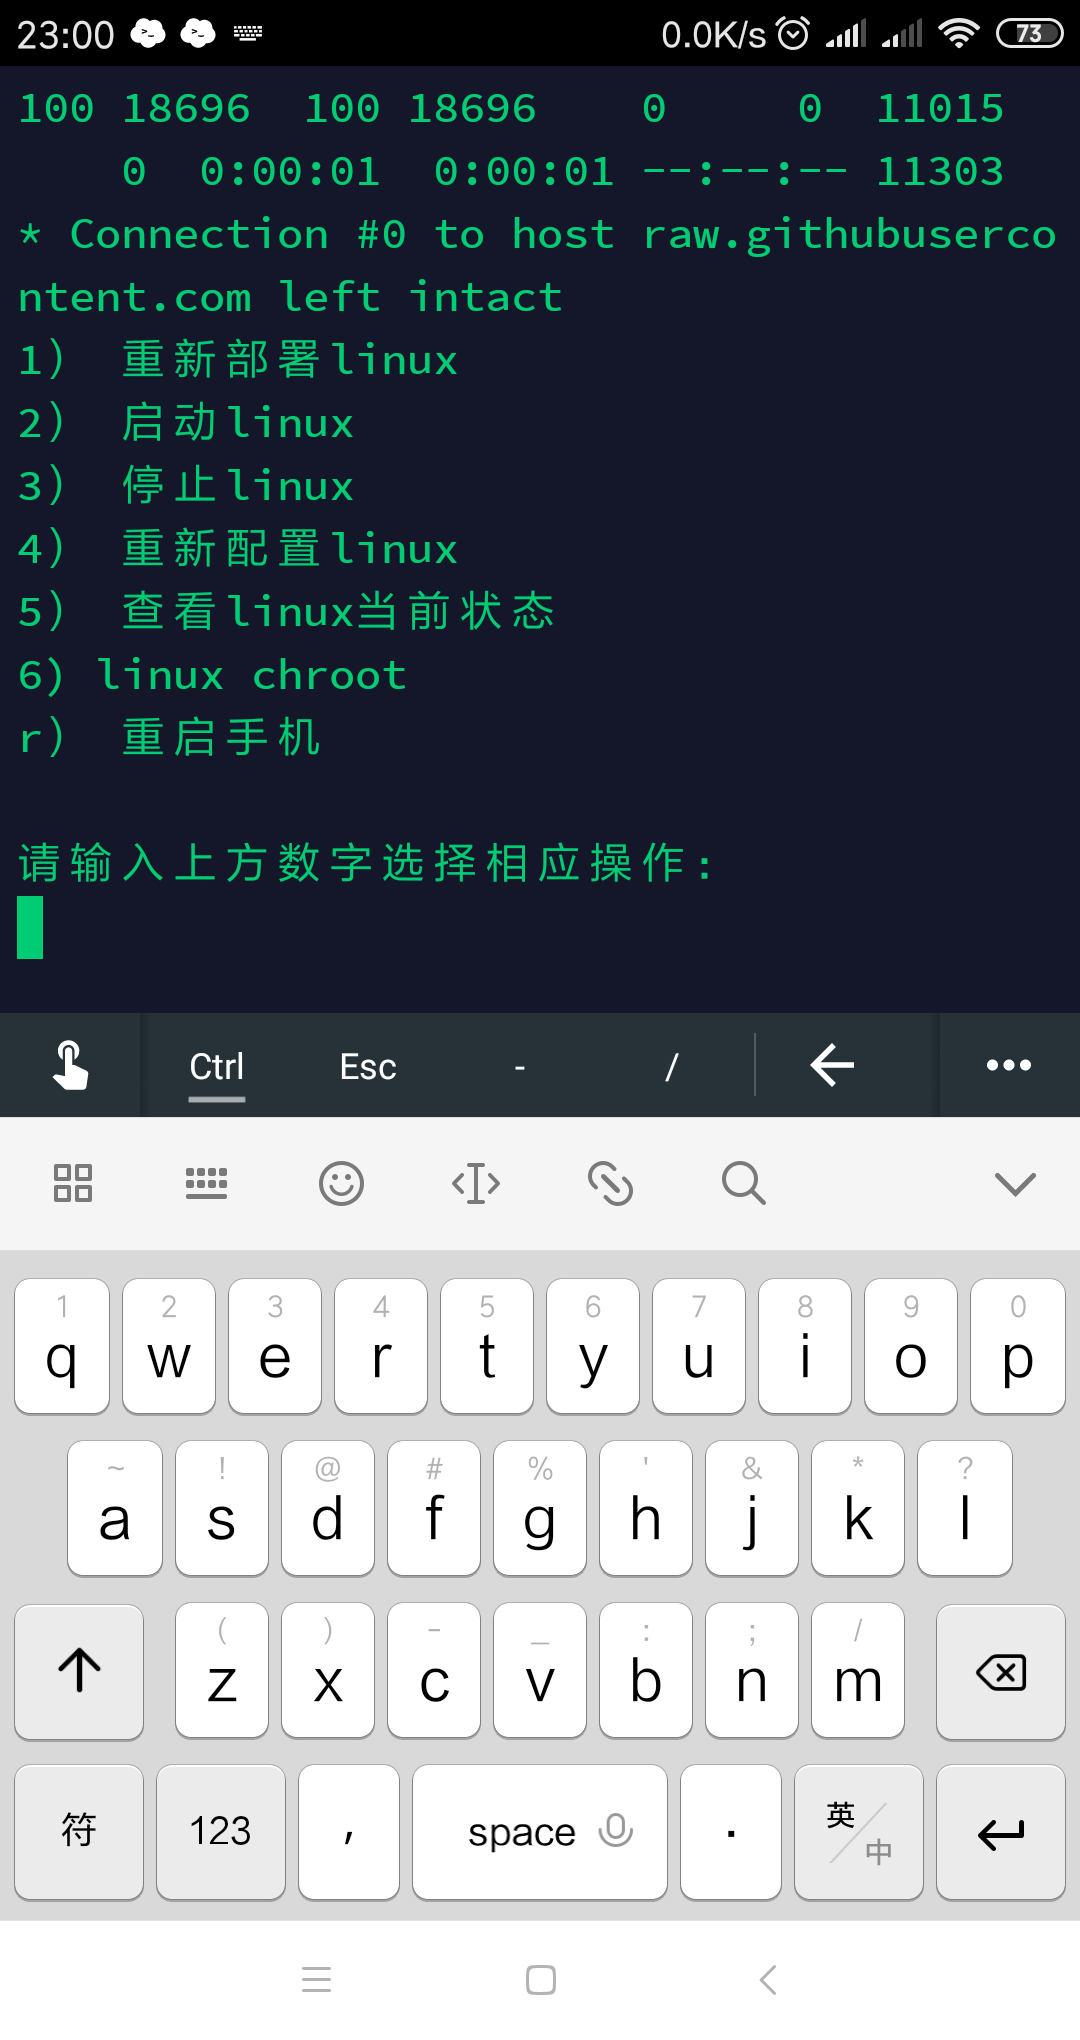 23:00 0.0K/s 73
100 18696  100 18696    0     0  11015
    0  0:00:01  0:00:01 --:--:-- 11303
* Connection #0 to host raw.githubuserco
ntent.com left intact
1） 重新部署linux
2） 启动linux
3） 停止linux
4） 重新配置linux
5） 查看linux当前状态
6) linux chroot
r） 重启手机
请输入上方数字选择相应操作:
Ctrl Esc - /
1 2 3 4 5 6 7 8 9 0
q w e r t y u i o p
~ ! @ # % ' & * ?
a s d f g h j k l
( ) - _ : ; /
z x c v b n m
符 123 , space . 英/中